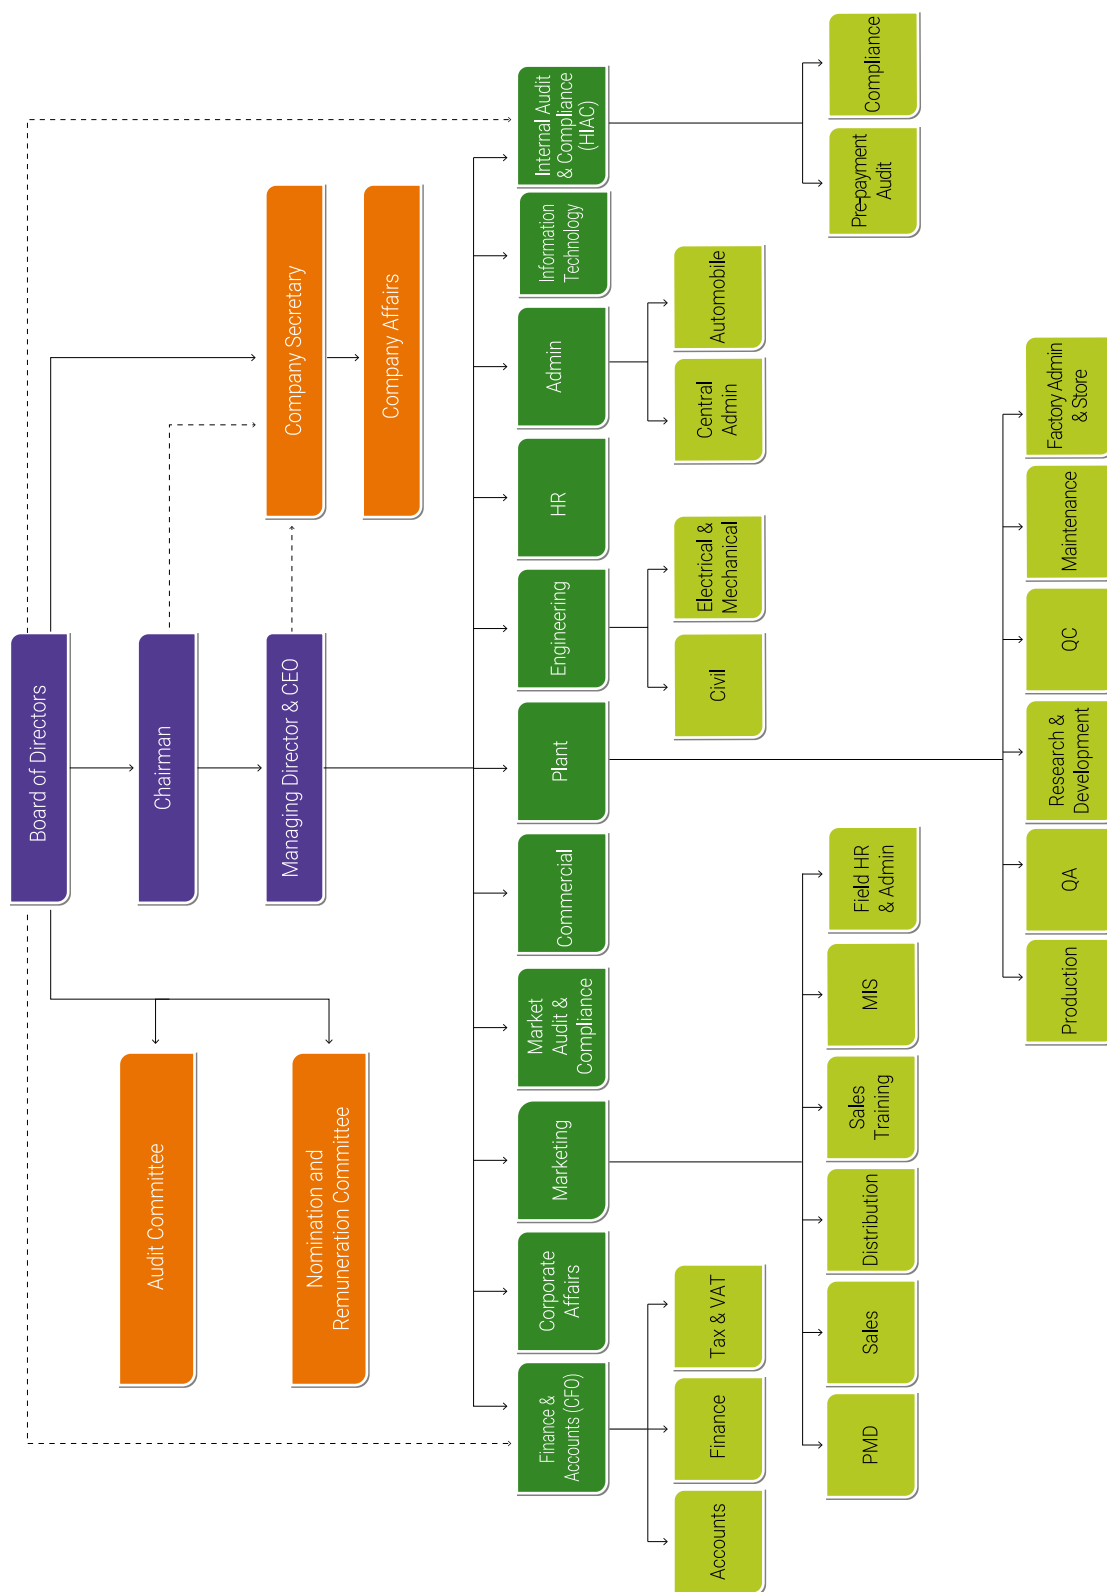 Board of Directors
Chairman
Managing Director & CEO
Audit Committee
Nomination and
Remuneration Committee
Company Secretary
Company Affairs
Finance &
Accounts (CFO)
Corporate
Affairs
Marketing
Market
Audit &
Compliance
Commercial
Plant
Engineering
HR
Admin
Information
Technology
Internal Audit
& Compliance
(HIAC)
Accounts
Finance
Tax & VAT
Civil
Electrical &
Mechanical
Central
Admin
Automobile
PMD
Sales
Distribution
Sales
Training
MIS
Field HR
& Admin
Pre-payment
Audit
Compliance
Production
QA
Research &
Development
QC
Maintenance
Factory Admin
& Store